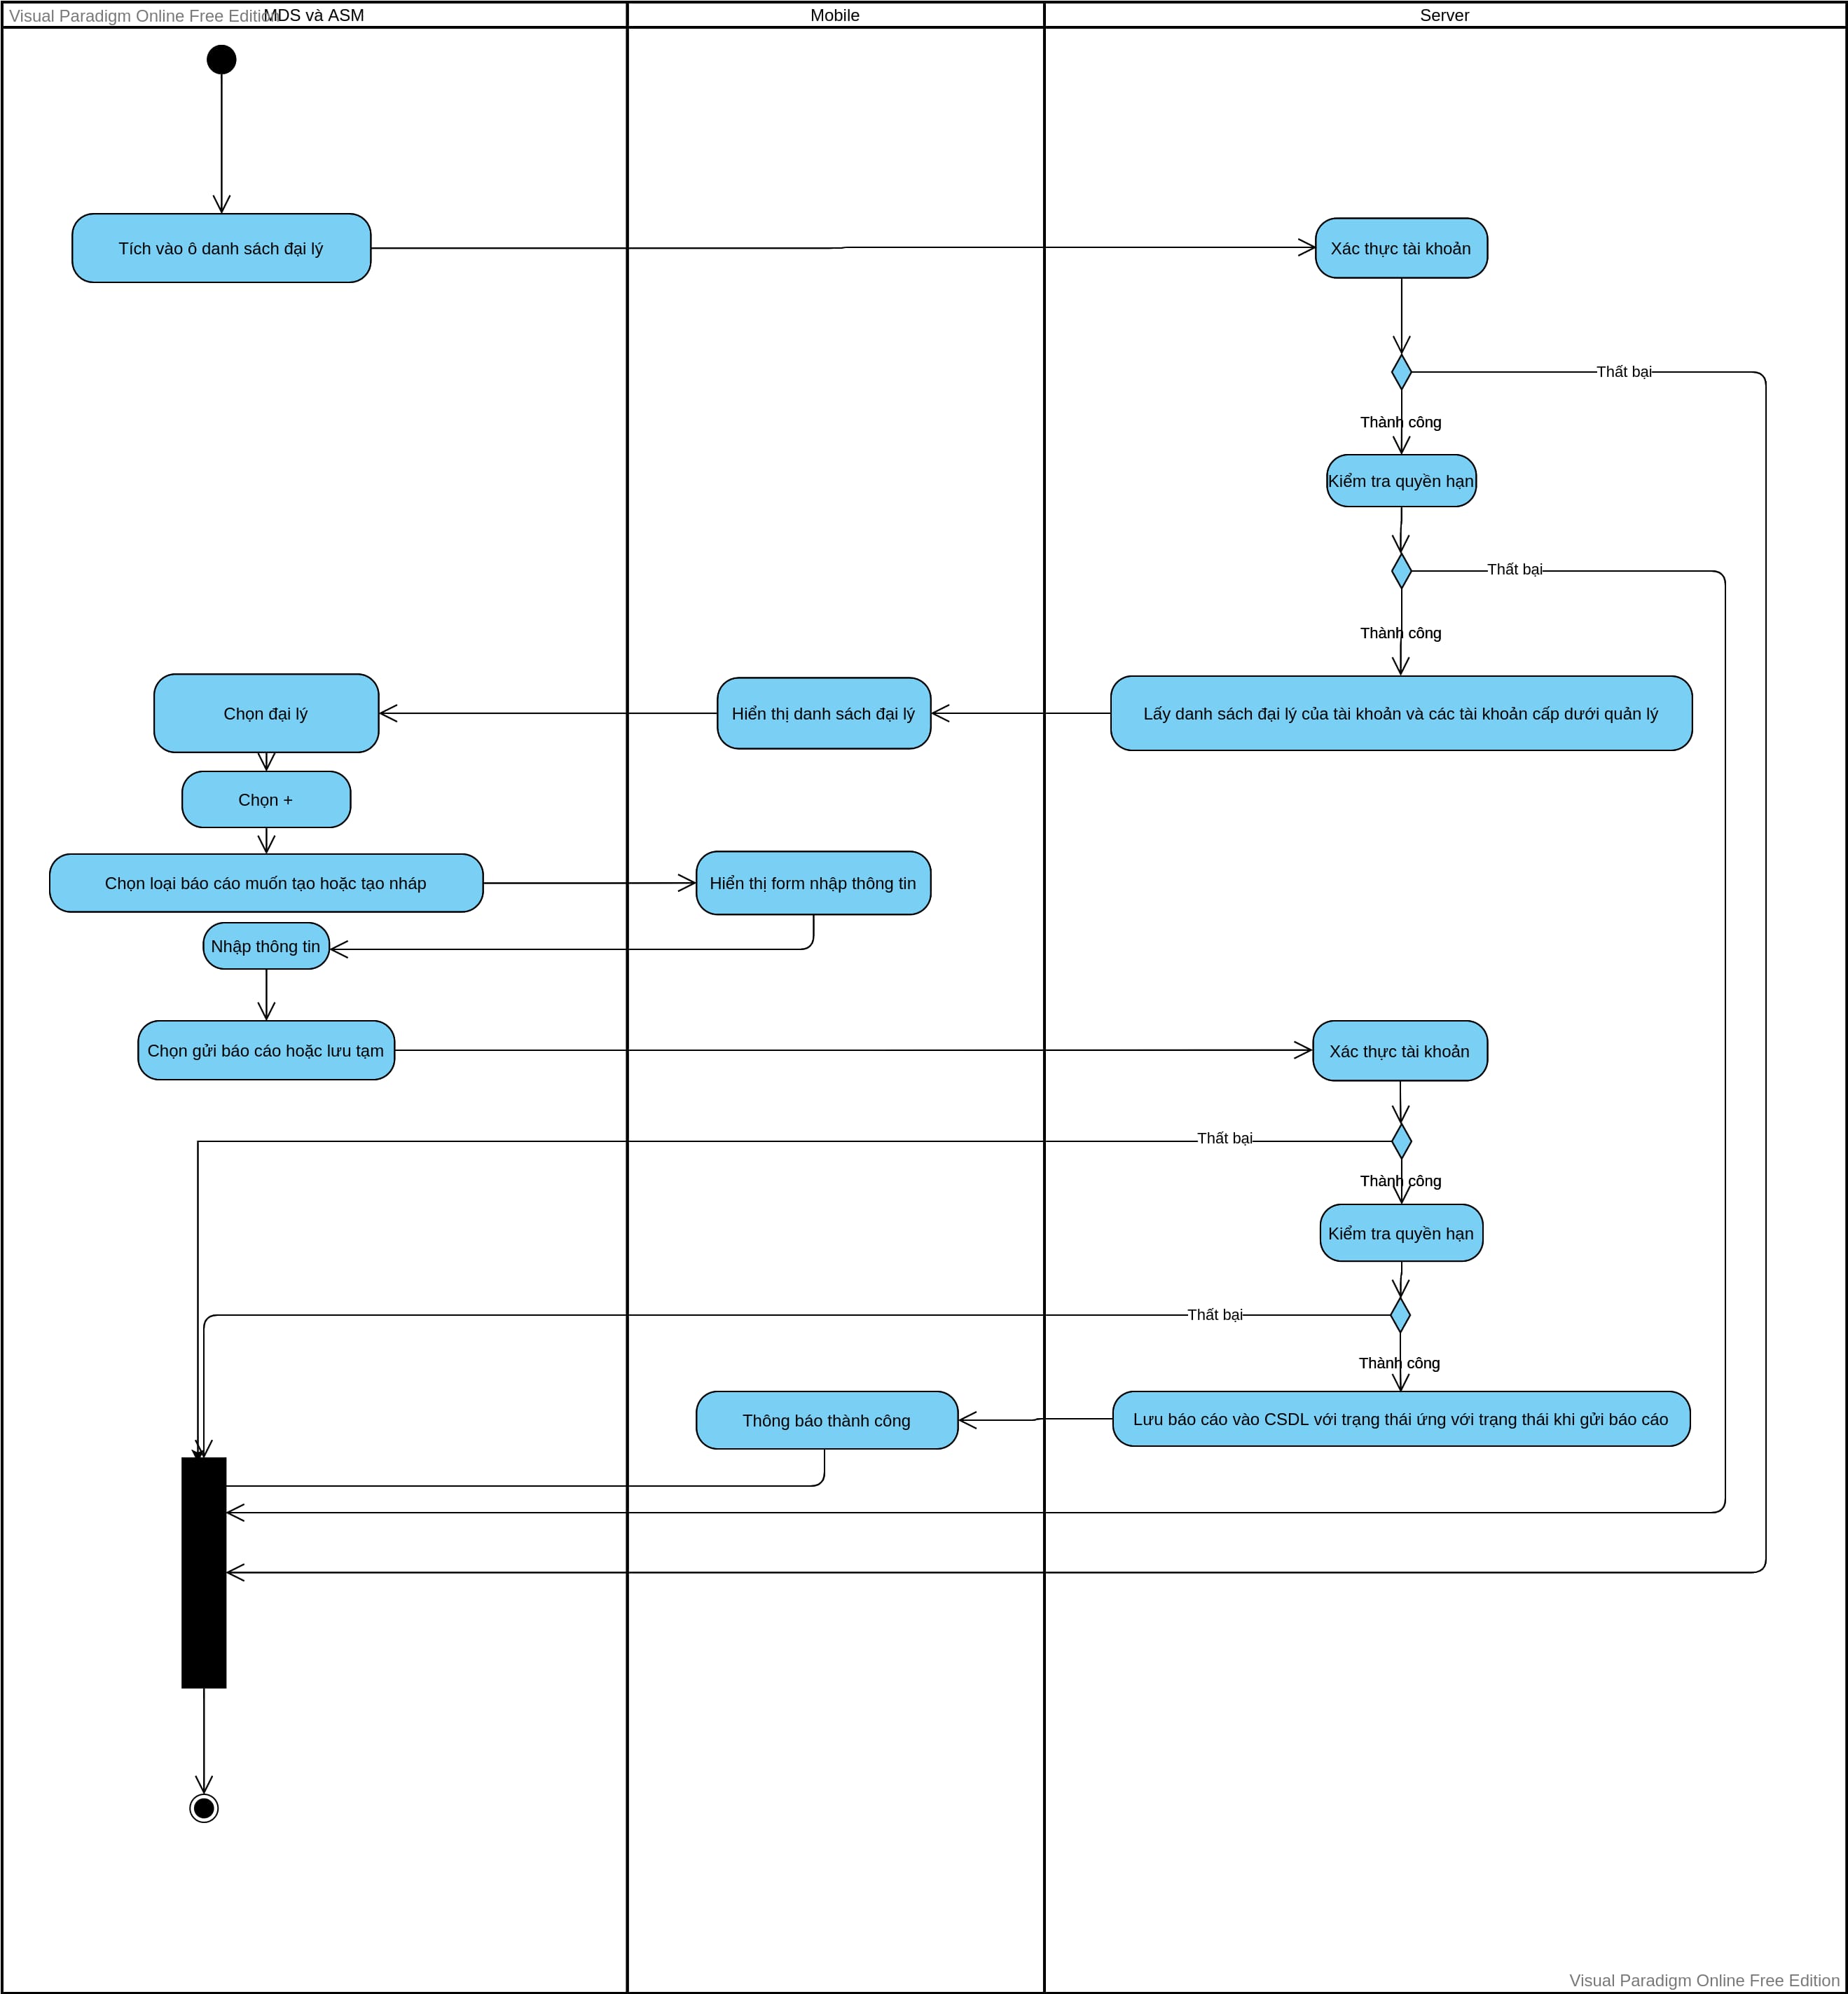 Visual Paradigm Online Free Edition
MDS và ASM
Mobile
Server
Tích vào ô danh sách đại lý
Xác thực tài khoản
Thất bại
Thành công
Kiểm tra quyền hạn
Thất bại
Thành công
Chọn đại lý
Hiển thị danh sách đại lý
Lấy danh sách đại lý của tài khoản và các tài khoản cấp dưới quản lý
Chọn +
Chọn loại báo cáo muốn tạo hoặc tạo nháp
Hiển thị form nhập thông tin
Nhập thông tin
Chọn gửi báo cáo hoặc lưu tạm
Xác thực tài khoản
Thất bại
Thành công
Kiểm tra quyền hạn
Thất bại
Thành công
Thông báo thành công
Lưu báo cáo vào CSDL với trạng thái ứng với trạng thái khi gửi báo cáo
Visual Paradigm Online Free Edition